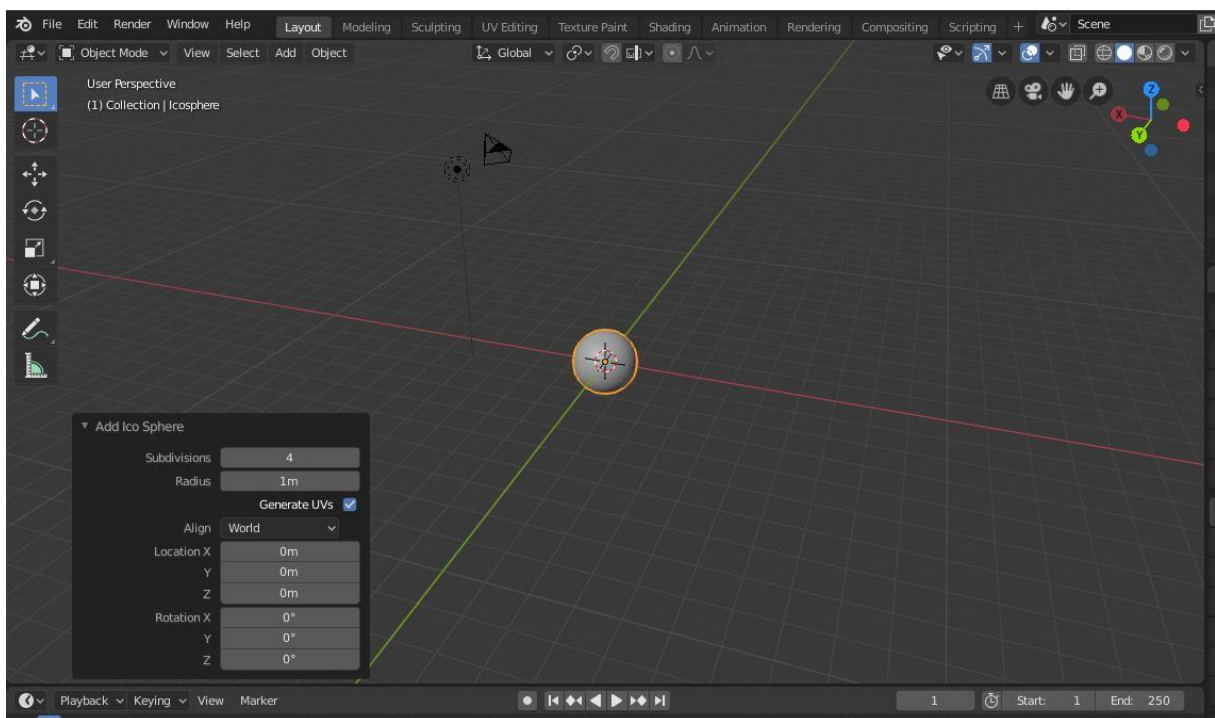 File Edit Render Window Help Layout Modeling Sculpting UV Editing Texture Paint Shading Animation Rendering Compositing Scripting + Scene
Object Mode View Select Add Object Global
User Perspective
(1) Collection | Icosphere
Z
X
Y
Add Ico Sphere
Subdivisions 4
Radius 1m
Generate UVs
Align World
Location X 0m
Y 0m
Z 0m
Rotation X 0°
Y 0°
Z 0°
Playback Keying View Marker 1 Start: 1 End: 250